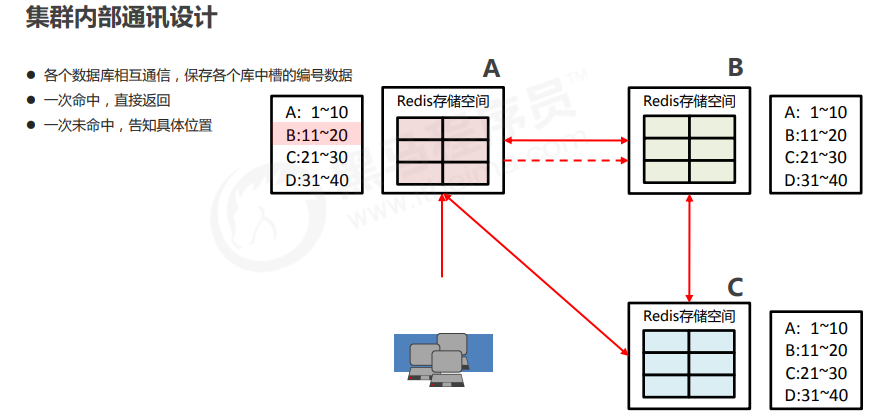 集群内部通讯设计
● 各个数据库相互通信，保存各个库中槽的编号数据
● 一次命中，直接返回
● 一次未命中，告知具体位置
A
Redis存储空间
A: 1~10
B:11~20
C:21~30
D:31~40
B
Redis存储空间
A: 1~10
B:11~20
C:21~30
D:31~40
C
Redis存储空间
A: 1~10
B:11~20
C:21~30
D:31~40